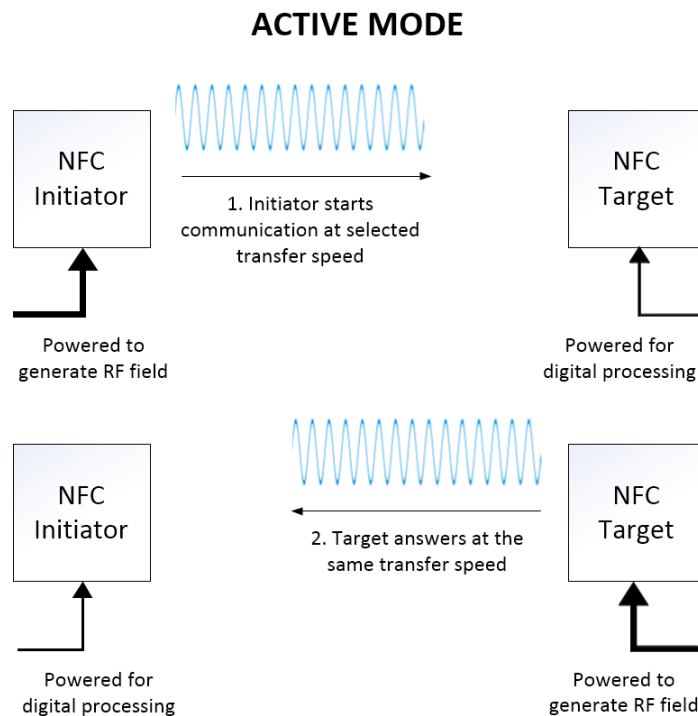 ACTIVE MODE
NFC
Initiator
1. Initiator starts
communication at selected
transfer speed
NFC
Target
Powered to
generate RF field
Powered for
digital processing
NFC
Initiator
2. Target answers at the
same transfer speed
NFC
Target
Powered for
digital processing
Powered to
generate RF field